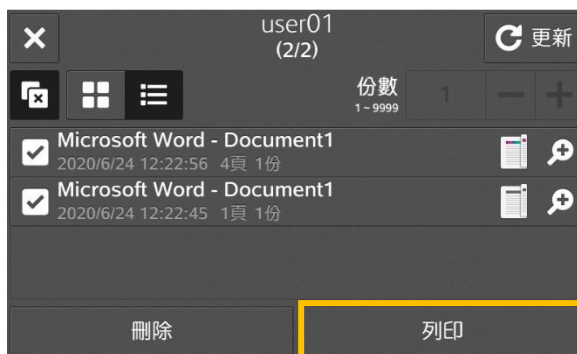 user01
(2/2)
更新
份數
1 ~ 9999
1
Microsoft Word - Document1
2020/6/24 12:22:56 4頁 1份
Microsoft Word - Document1
2020/6/24 12:22:45 1頁 1份
刪除
列印